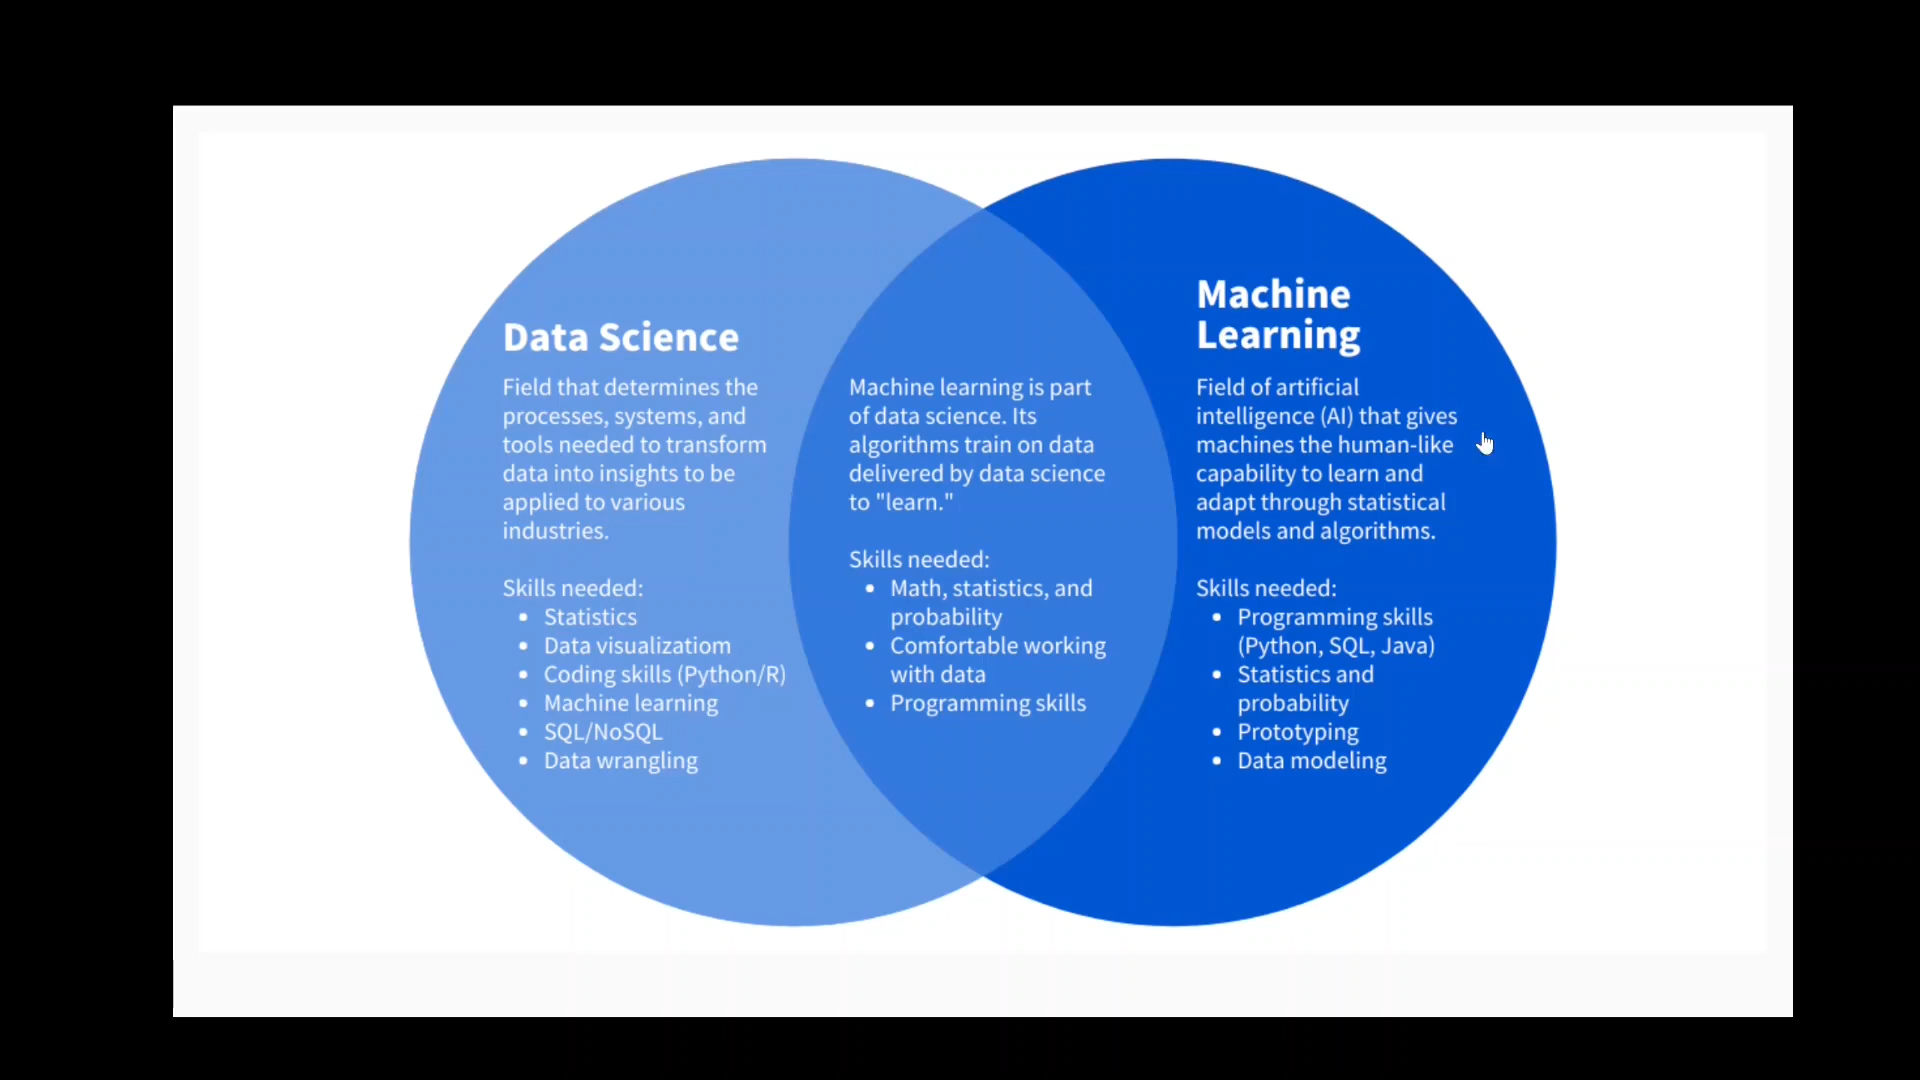 Data Science
Field that determines the
processes, systems, and
tools needed to transform
data into insights to be
applied to various
industries.
Skills needed:
• Statistics
• Data visualizatiom
• Coding skills (Python/R)
• Machine learning
• SQL/NoSQL
• Data wrangling
Machine learning is part
of data science. Its
algorithms train on data
delivered by data science
to "learn."
Skills needed:
• Math, statistics, and
probability
• Comfortable working
with data
• Programming skills
Machine
Learning
Field of artificial
intelligence (AI) that gives
machines the human-like
capability to learn and
adapt through statistical
models and algorithms.
Skills needed:
• Programming skills
(Python, SQL, Java)
• Statistics and
probability
• Prototyping
• Data modeling